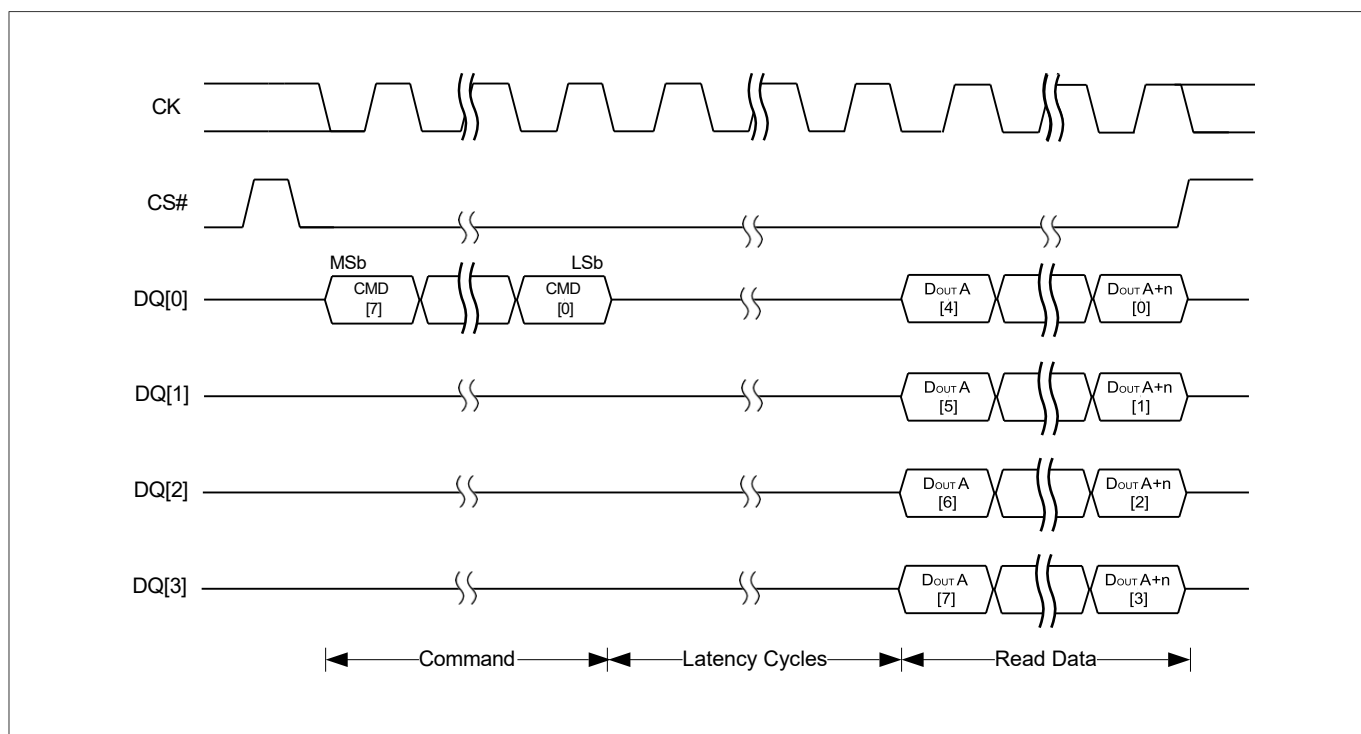 CK
CS#
MSb LSb
DQ[0] CMD [7] CMD [0] DOUT A [4] DOUT A+n [0]
DQ[1] DOUT A [5] DOUT A+n [1]
DQ[2] DOUT A [6] DOUT A+n [2]
DQ[3] DOUT A [7] DOUT A+n [3]
Command Latency Cycles Read Data